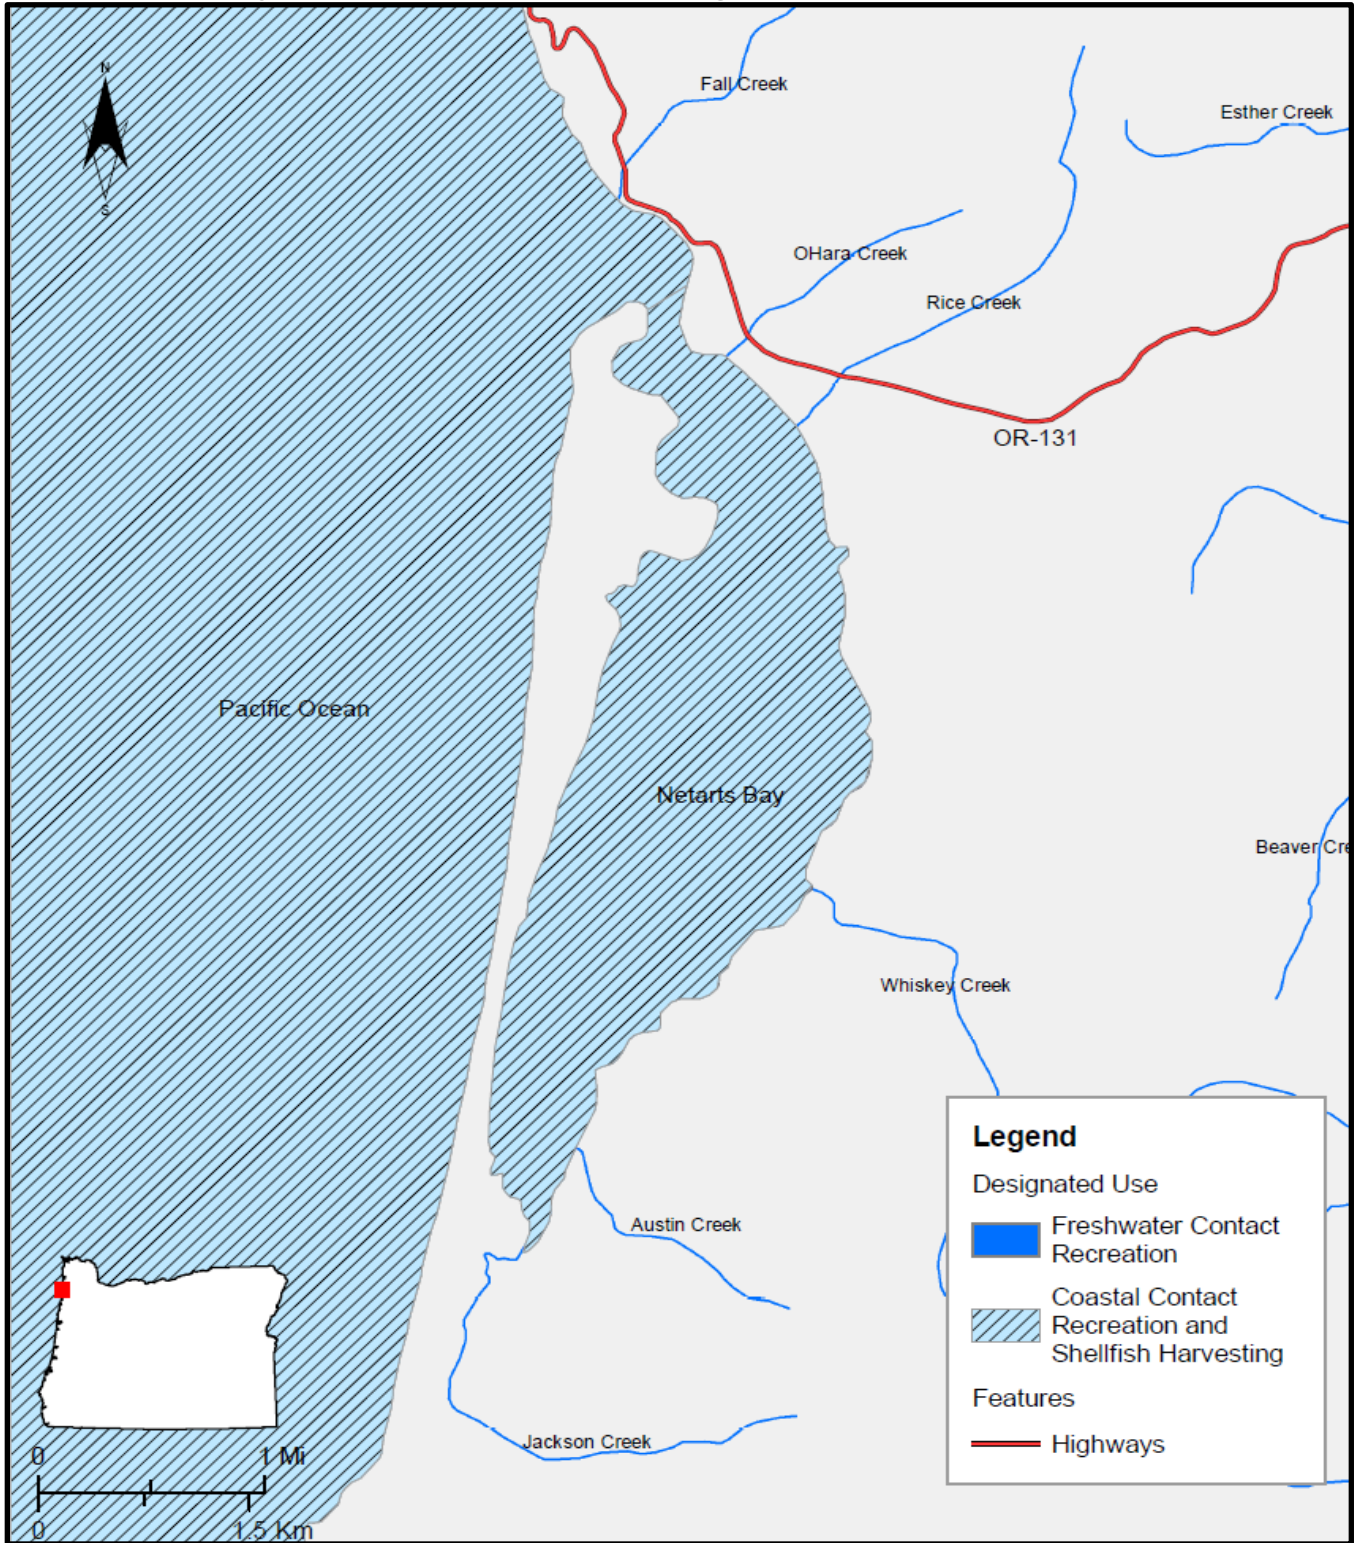 N
S
Fall Creek
Esther Creek
OHara Creek
Rice Creek
OR-131
Pacific Ocean
Netarts Bay
Beaver Cre
Whiskey Creek
Austin Creek
Jackson Creek
Legend
Designated Use
Freshwater Contact
Recreation
Coastal Contact
Recreation and
Shellfish Harvesting
Features
Highways
0 1 Mi
0 1.5 Km